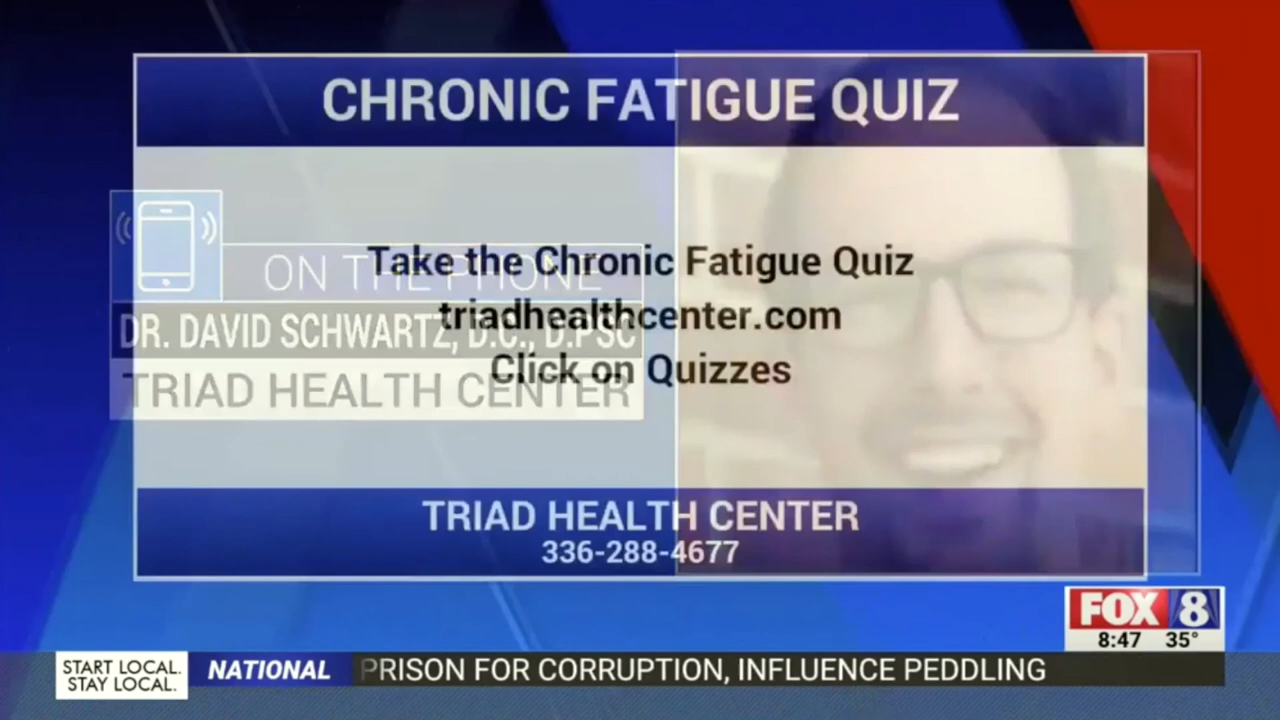 CHRONIC FATIGUE QUIZ
Take the Chronic Fatigue Quiz
triadhealthcenter.com
Click on Quizzes
ON THE PHONE
DR. DAVID SCHWARTZ, D.C., D.PSC
TRIAD HEALTH CENTER
TRIAD HEALTH CENTER
336-288-4677
FOX 8
8:47 35°
START LOCAL.
STAY LOCAL.
NATIONAL PRISON FOR CORRUPTION, INFLUENCE PEDDLING